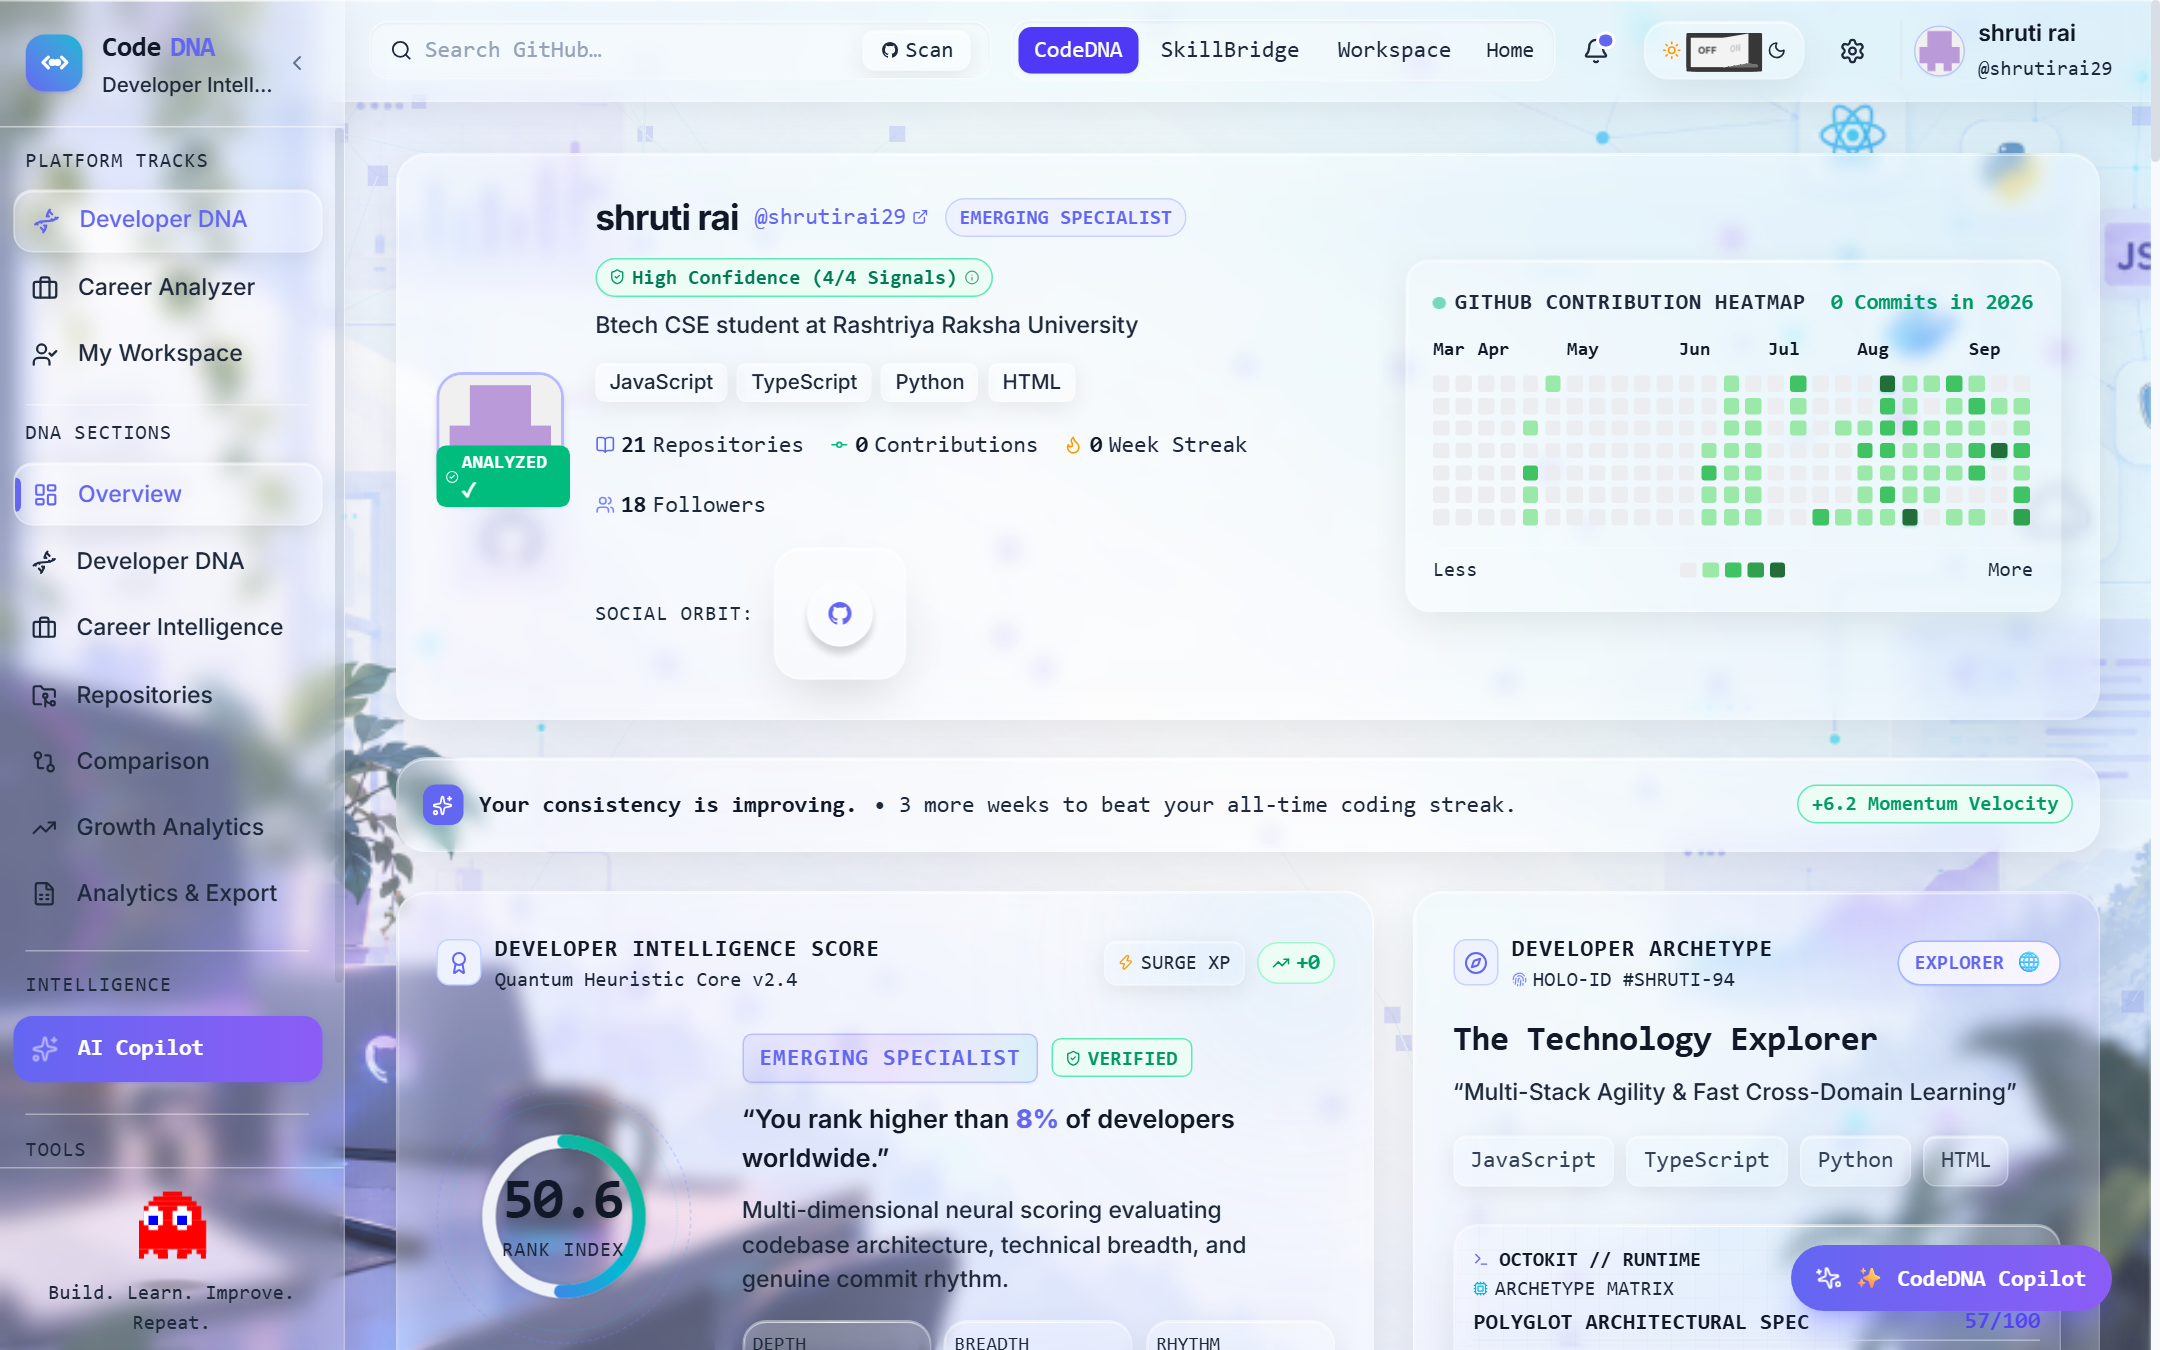 Code DNA
Developer Intell...
Search GitHub...
Scan
CodeDNA
SkillBridge
Workspace
Home
OFF
ON
shruti rai
@shrutirai29
PLATFORM TRACKS
Developer DNA
Career Analyzer
My Workspace
DNA SECTIONS
Overview
Developer DNA
Career Intelligence
Repositories
Comparison
Growth Analytics
Analytics & Export
INTELLIGENCE
AI Copilot
TOOLS
Build. Learn. Improve.
Repeat.
shruti rai @shrutirai29 EMERGING SPECIALIST
High Confidence (4/4 Signals)
Btech CSE student at Rashtriya Raksha University
JavaScript TypeScript Python HTML
ANALYZED
✓
21 Repositories 0 Contributions 0 Week Streak
18 Followers
SOCIAL ORBIT:
GITHUB CONTRIBUTION HEATMAP 0 Commits in 2026
Mar Apr May Jun Jul Aug Sep
Less More
JS
Your consistency is improving. • 3 more weeks to beat your all-time coding streak.
+6.2 Momentum Velocity
DEVELOPER INTELLIGENCE SCORE
Quantum Heuristic Core v2.4
SURGE XP
+0
EMERGING SPECIALIST
VERIFIED
“You rank higher than 8% of developers
worldwide.”
50.6
RANK INDEX
Multi-dimensional neural scoring evaluating
codebase architecture, technical breadth, and
genuine commit rhythm.
DEPTH BREADTH RHYTHM
DEVELOPER ARCHETYPE
HOLO-ID #SHRUTI-94
EXPLORER
The Technology Explorer
“Multi-Stack Agility & Fast Cross-Domain Learning”
JavaScript TypeScript Python HTML
OCTOKIT // RUNTIME
ARCHETYPE MATRIX
POLYGLOT ARCHITECTURAL SPEC 57/100
CodeDNA Copilot